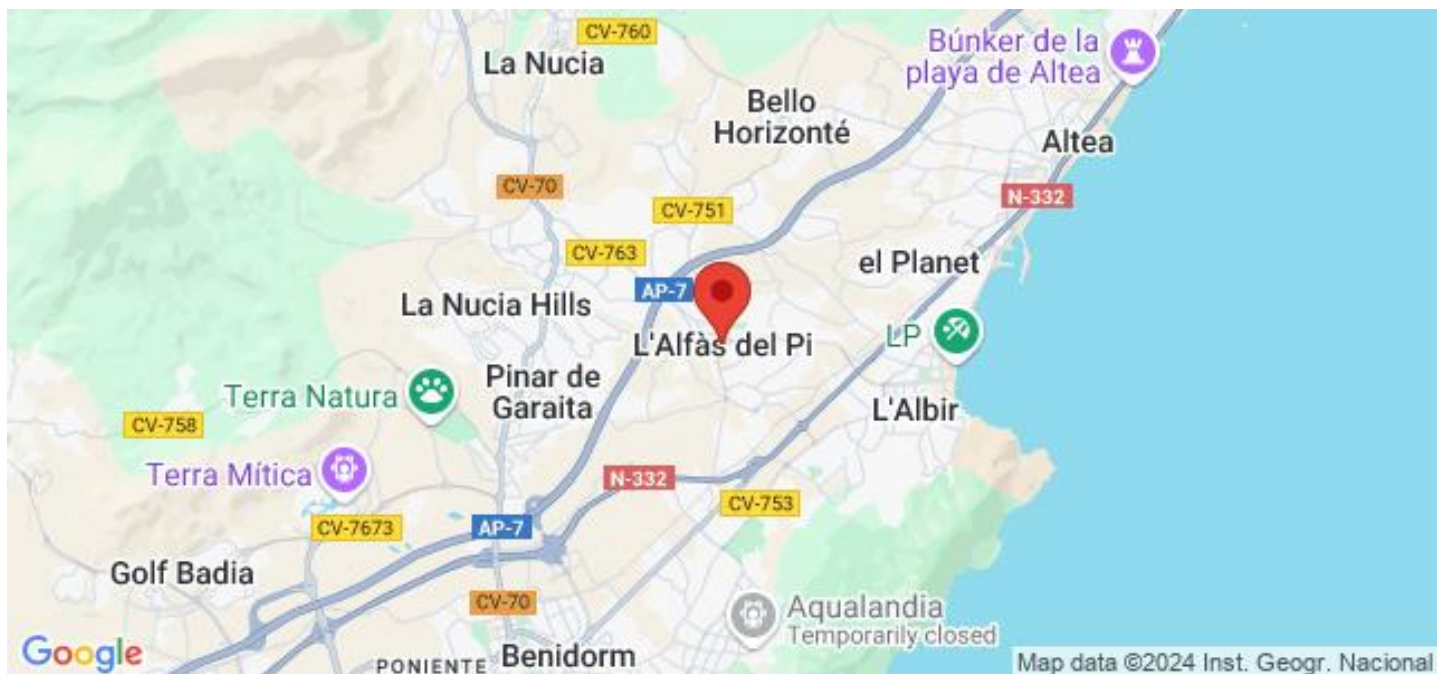 CV-760
La Nucia
Búnker de la
playa de Altea
Bello
Horizonté
Altea
CV-70
N-332
CV-751
CV-763
el Planet
AP-7
La Nucia Hills
L'Alfàs del Pi
LP
Pinar de
Garaita
Terra Natura
L'Albir
CV-758
Terra Mítica
N-332
CV-753
CV-7673
AP-7
Golf Badia
CV-70
Aqualandia
Temporarily closed
Google
PONIENTE
Benidorm
Map data ©2024 Inst. Geogr. Nacional